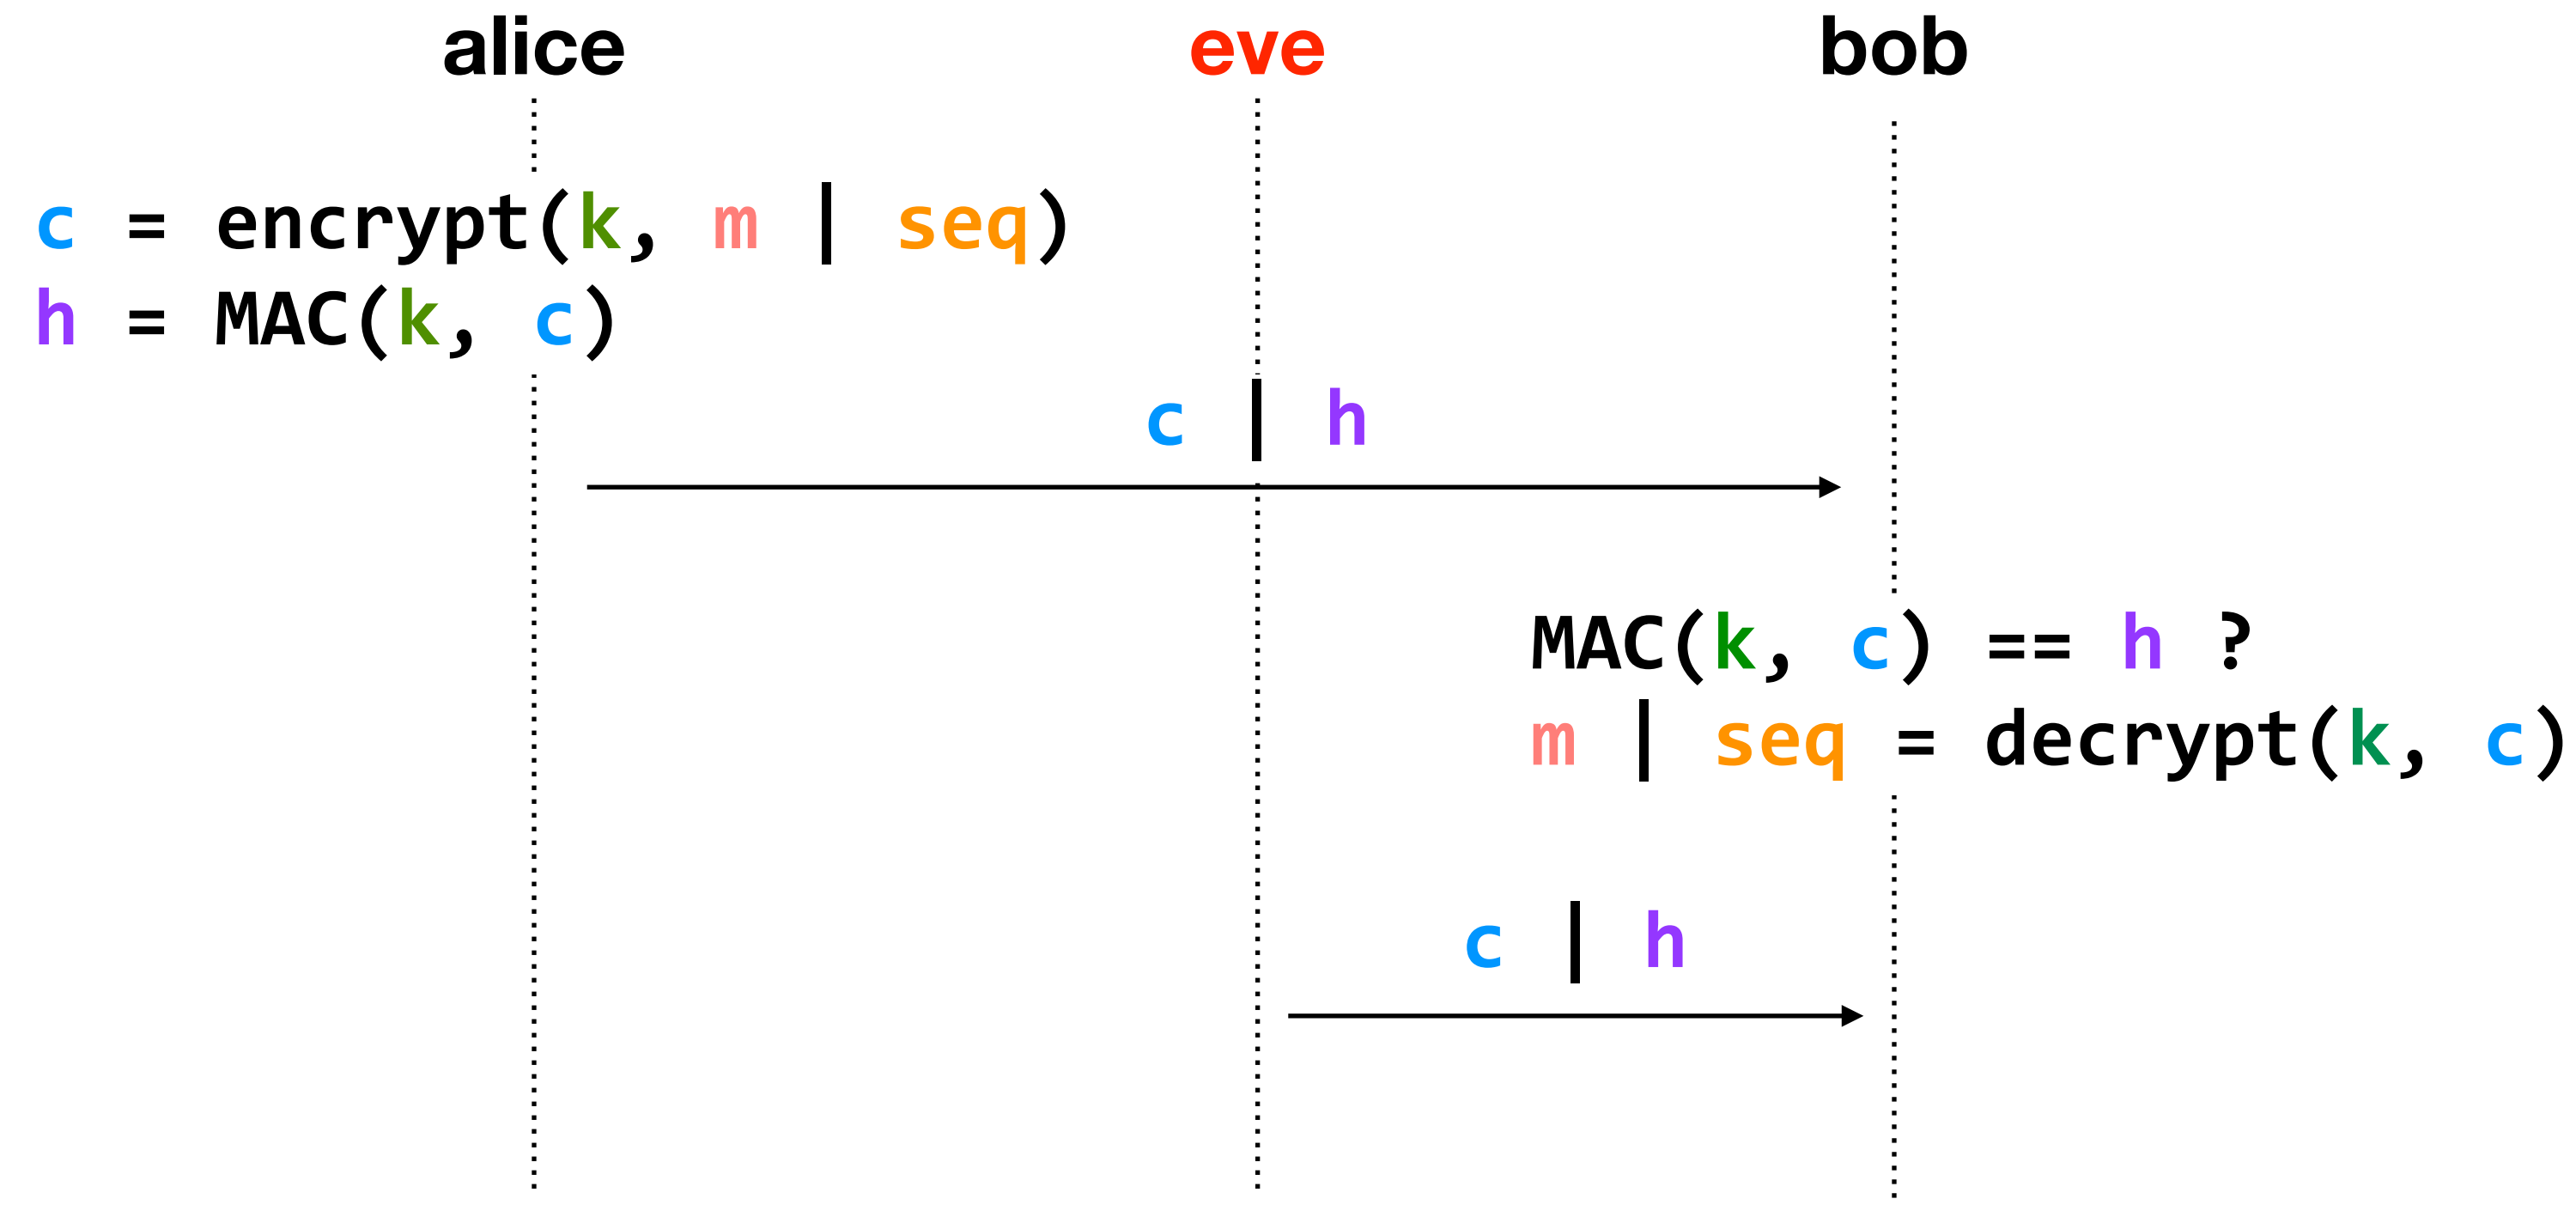 alice eve bob
c = encrypt(k, m | seq)
h = MAC(k, c)
c | h
MAC(k, c) == h ?
m | seq = decrypt(k, c)
c | h